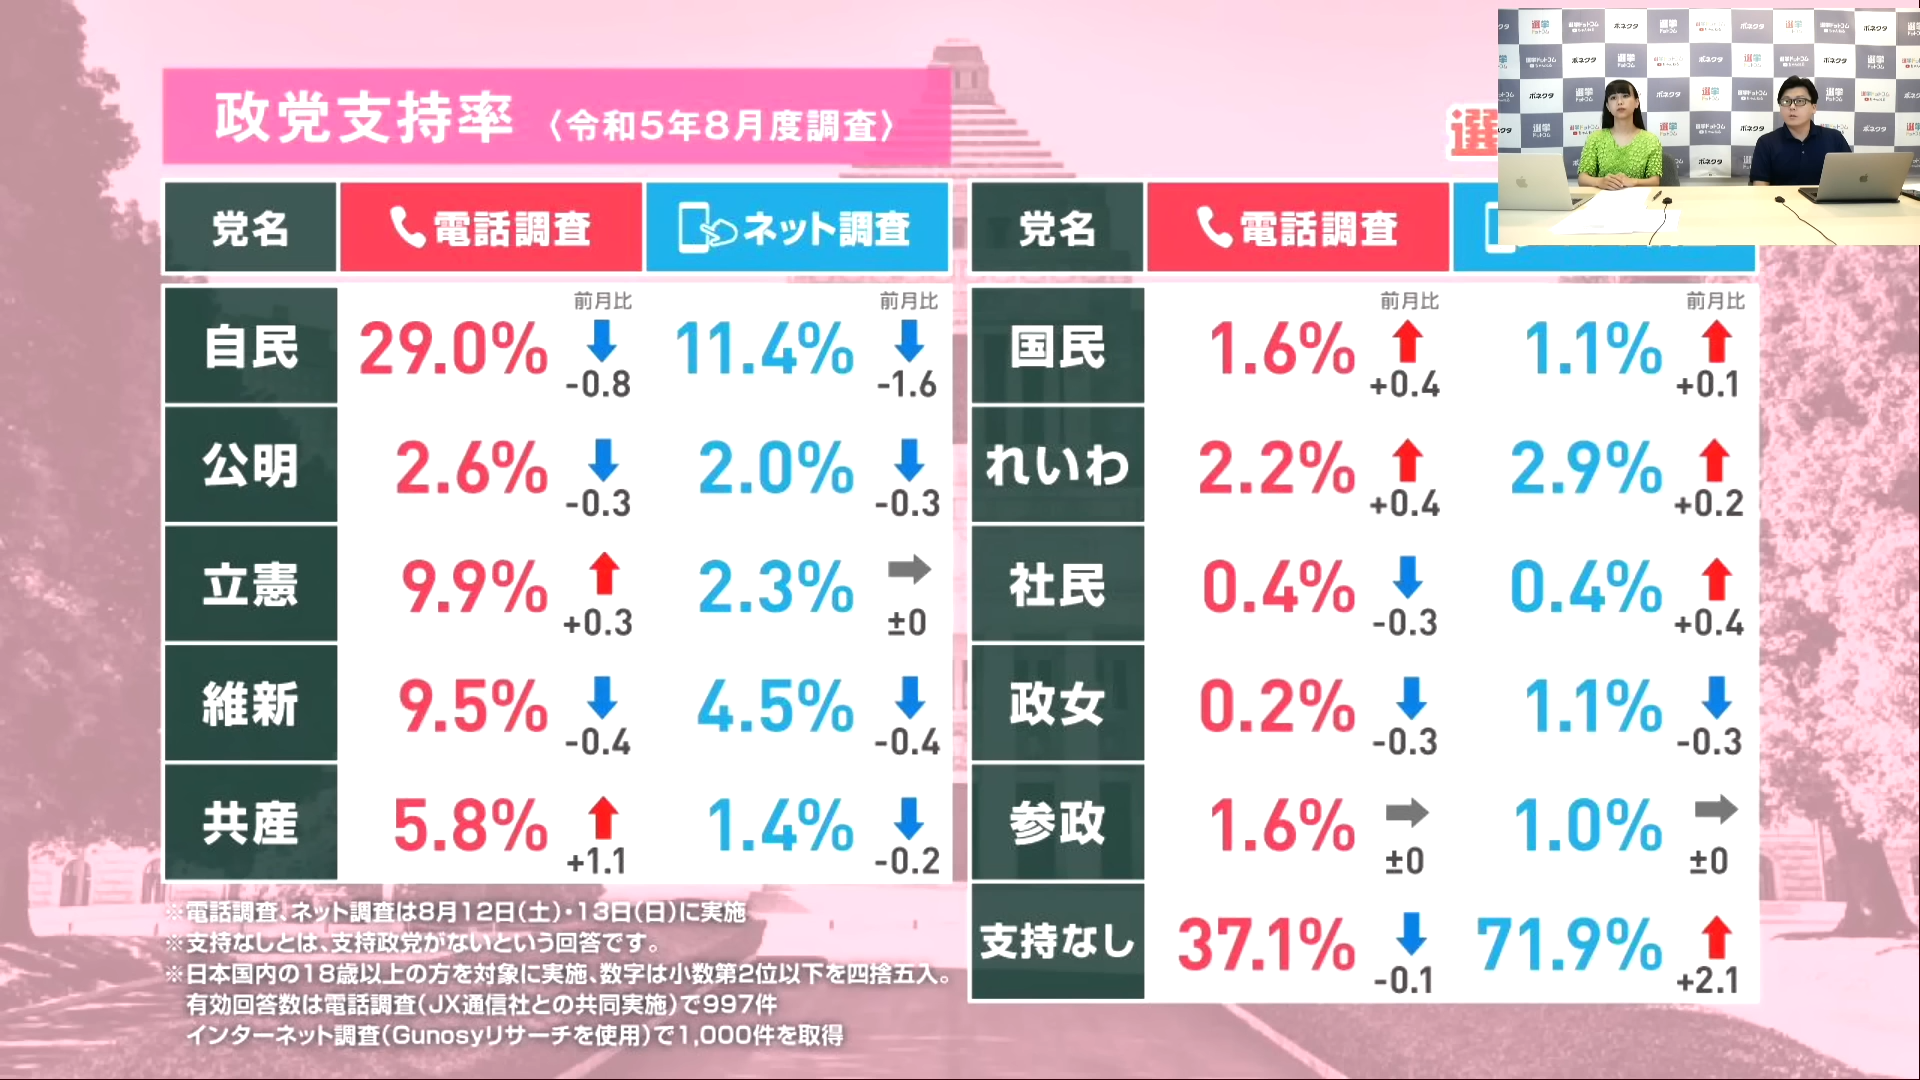 政党支持率〈令和5年8月度調査〉
選
党名 電話調査 ネット調査
前月比 前月比
自民 29.0% -0.8 11.4% -1.6
公明 2.6% -0.3 2.0% -0.3
立憲 9.9% +0.3 2.3% ±0
維新 9.5% -0.4 4.5% -0.4
共産 5.8% +1.1 1.4% -0.2
党名 電話調査
前月比 前月比
国民 1.6% +0.4 1.1% +0.1
れいわ 2.2% +0.4 2.9% +0.2
社民 0.4% -0.3 0.4% +0.4
政女 0.2% -0.3 1.1% -0.3
参政 1.6% ±0 1.0% ±0
支持なし 37.1% -0.1 71.9% +2.1
※電話調査、ネット調査は8月12日(土)・13日(日)に実施
※支持なしとは、支持政党がないという回答です。
※日本国内の18歳以上の方を対象に実施、数字は小数第2位以下を四捨五入。
有効回答数は電話調査(JX通信社との共同実施)で997件
インターネット調査(Gunosyリサーチを使用)で1,000件を取得
選挙ドットコム
ボネクタ